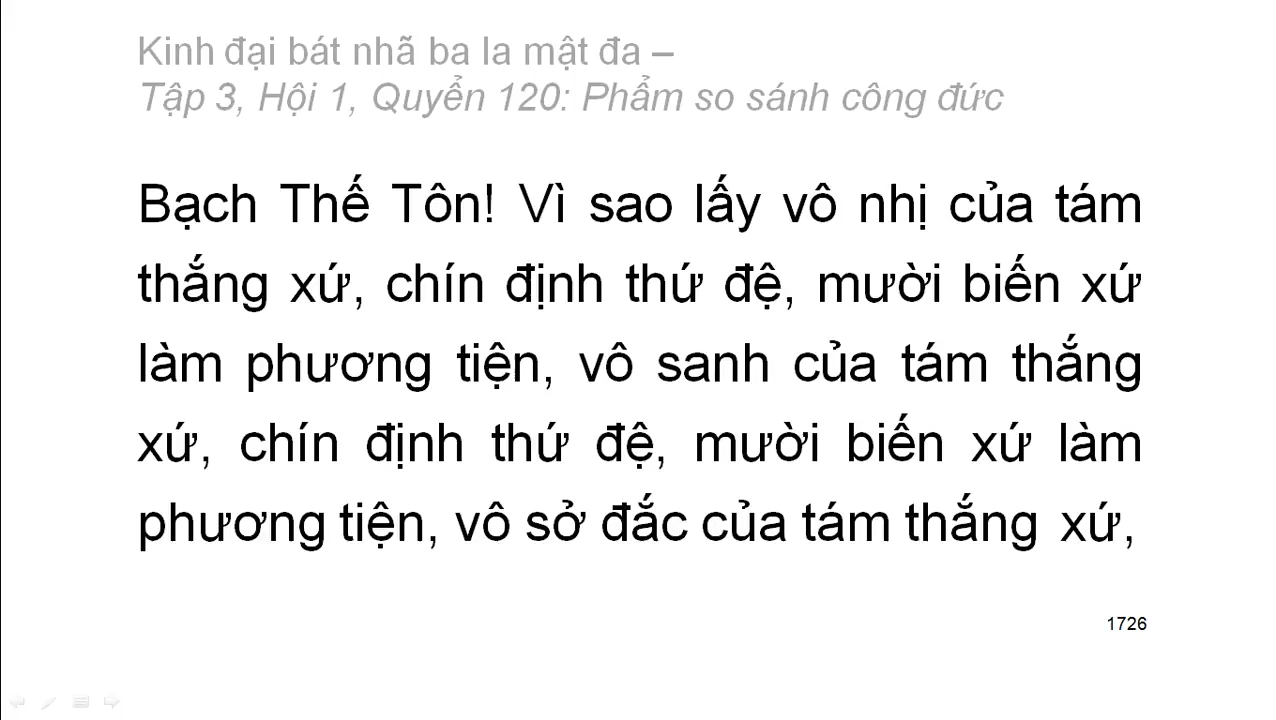 Kinh đại bát nhã ba la mật đa –
Tập 3, Hội 1, Quyển 120: Phẩm so sánh công đức
Bạch Thế Tôn! Vì sao lấy vô nhị của tám
thắng xứ, chín định thứ đệ, mười biến xứ
làm phương tiện, vô sanh của tám thắng
xứ, chín định thứ đệ, mười biến xứ làm
phương tiện, vô sở đắc của tám thắng xứ,
1726